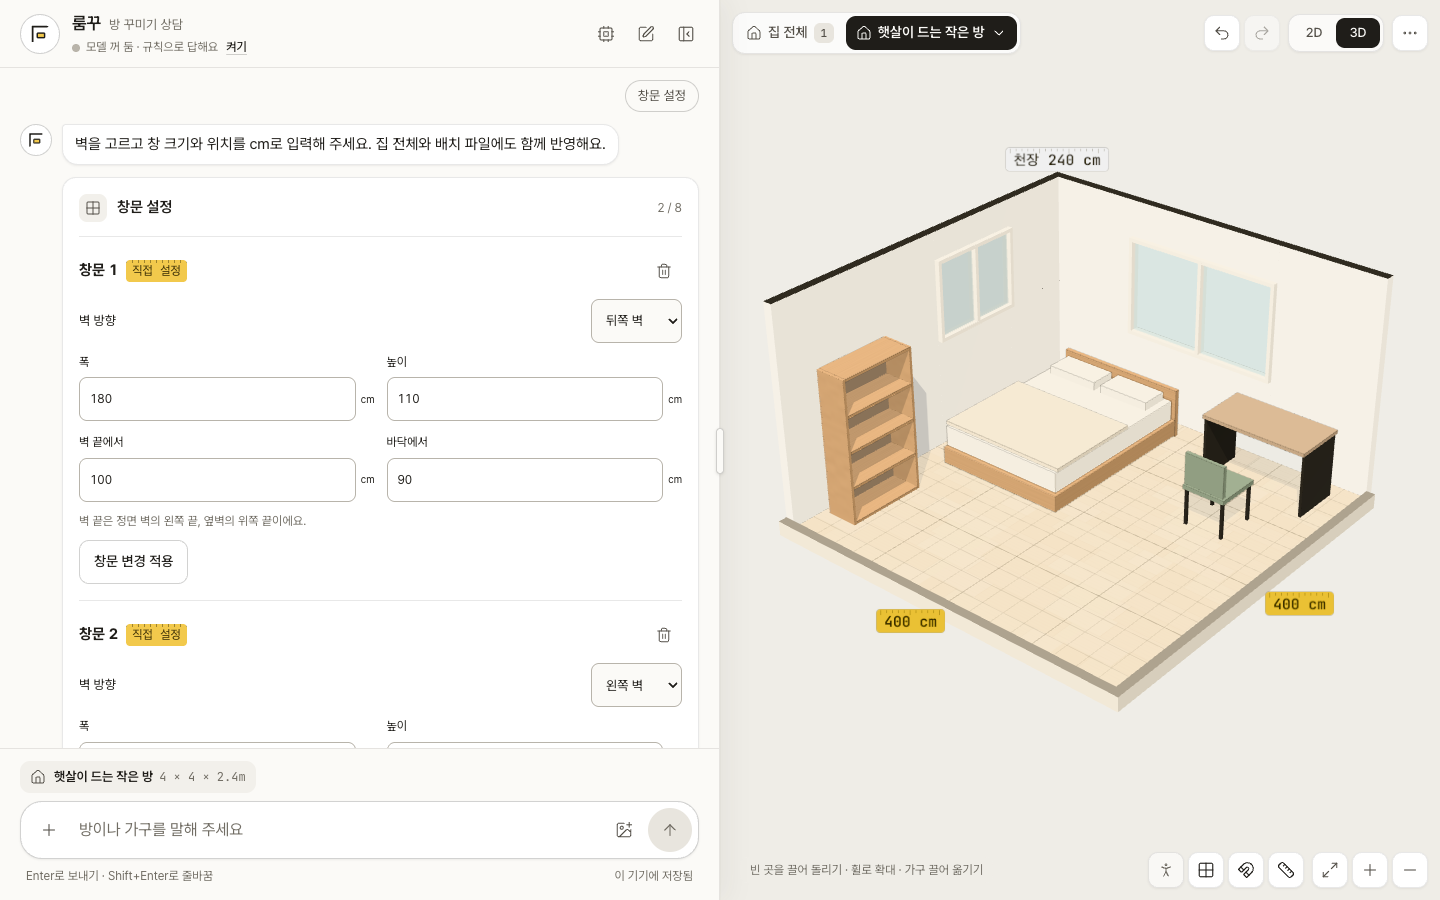 룸꾸 방 꾸미기 상담
모델 꺼 둠 · 규칙으로 답해요 켜기
창문 설정
벽을 고르고 창 크기와 위치를 cm로 입력해 주세요. 집 전체와 배치 파일에도 함께 반영해요.
창문 설정 2 / 8
창문 1 직접 설정
벽 방향 뒤쪽 벽
폭 높이
180 cm 110 cm
벽 끝에서 바닥에서
100 cm 90 cm
벽 끝은 정면 벽의 왼쪽 끝, 옆벽의 위쪽 끝이에요.
창문 변경 적용
창문 2 직접 설정
벽 방향 왼쪽 벽
폭 높이
햇살이 드는 작은 방 4 × 4 × 2.4m
방이나 가구를 말해 주세요
Enter로 보내기 · Shift+Enter로 줄바꿈 이 기기에 저장됨
집 전체 1 햇살이 드는 작은 방 2D 3D
천장 240 cm
400 cm
400 cm
빈 곳을 끌어 돌리기 · 휠로 확대 · 가구 끌어 옮기기